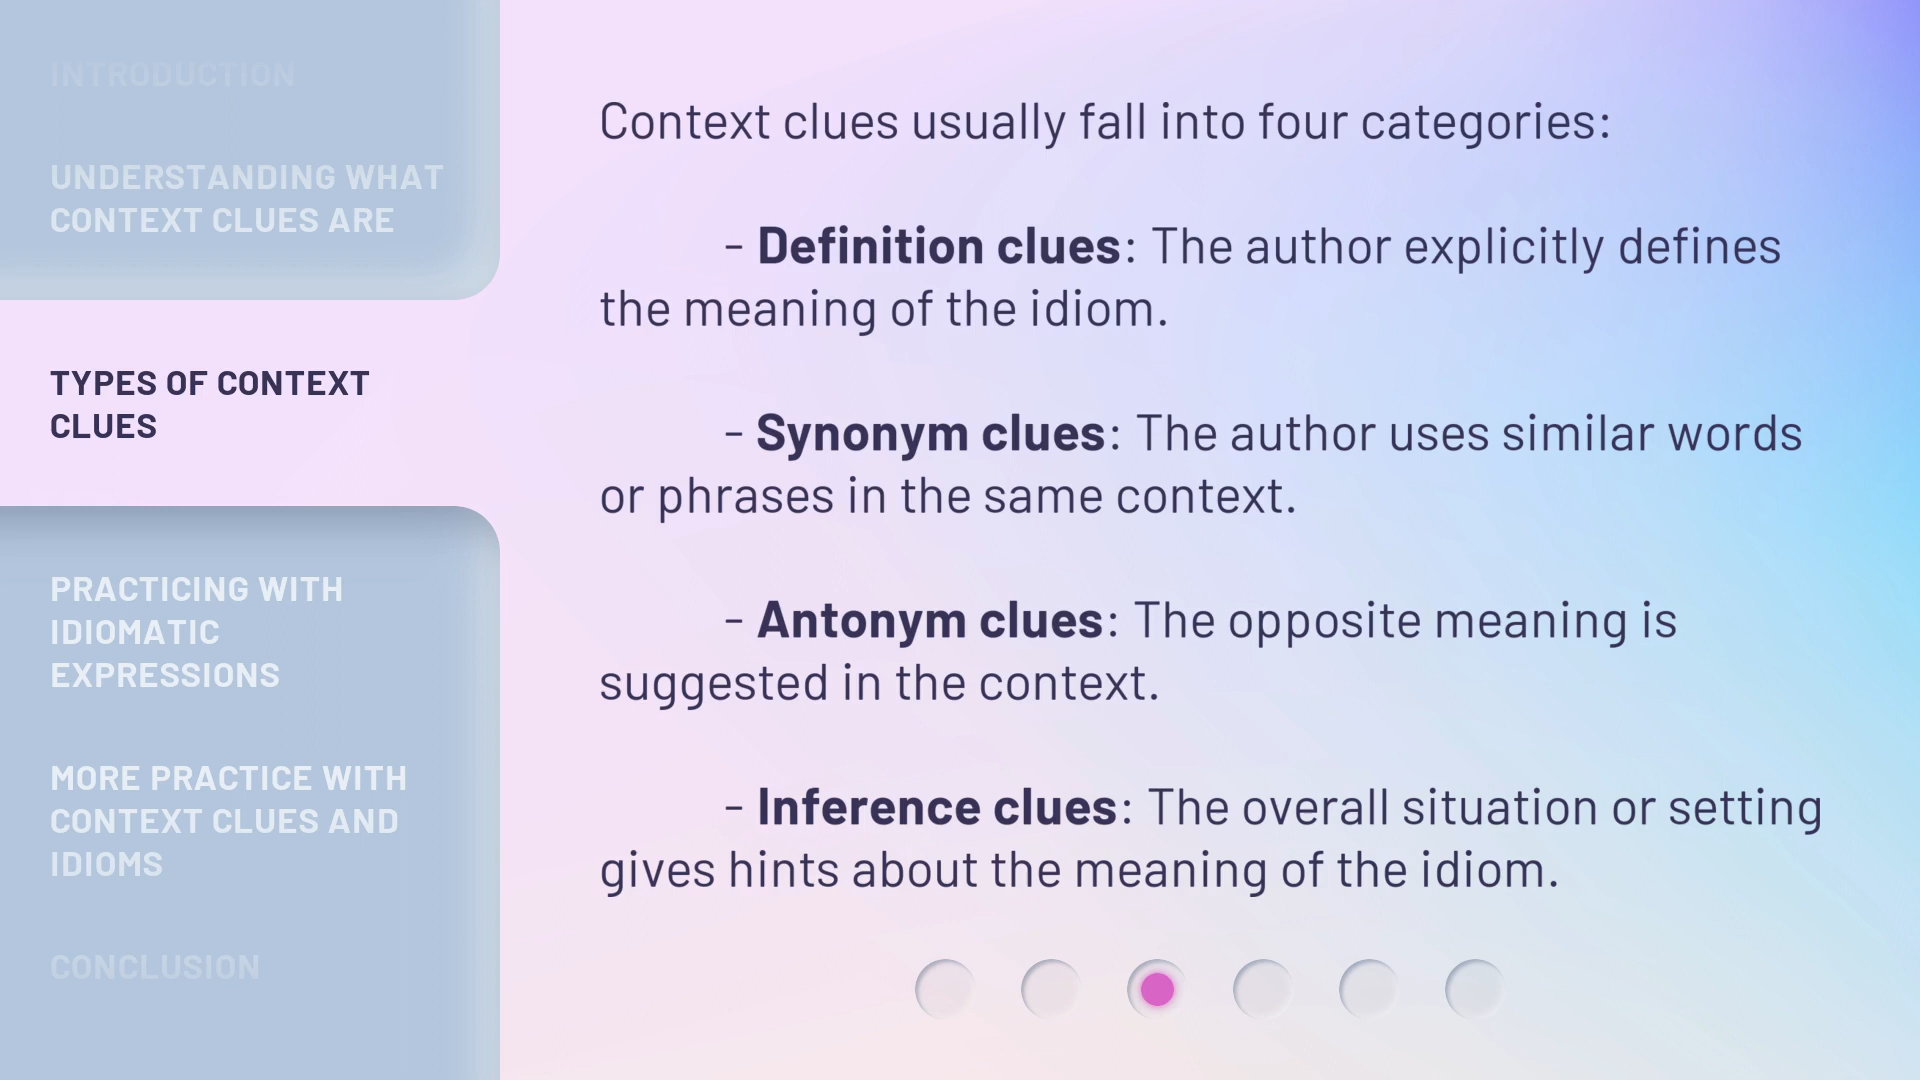 INTRODUCTION
UNDERSTANDING WHAT
CONTEXT CLUES ARE
TYPES OF CONTEXT
CLUES
PRACTICING WITH
IDIOMATIC
EXPRESSIONS
MORE PRACTICE WITH
CONTEXT CLUES AND
IDIOMS
CONCLUSION
Context clues usually fall into four categories:
- Definition clues: The author explicitly defines
the meaning of the idiom.
- Synonym clues: The author uses similar words
or phrases in the same context.
- Antonym clues: The opposite meaning is
suggested in the context.
- Inference clues: The overall situation or setting
gives hints about the meaning of the idiom.